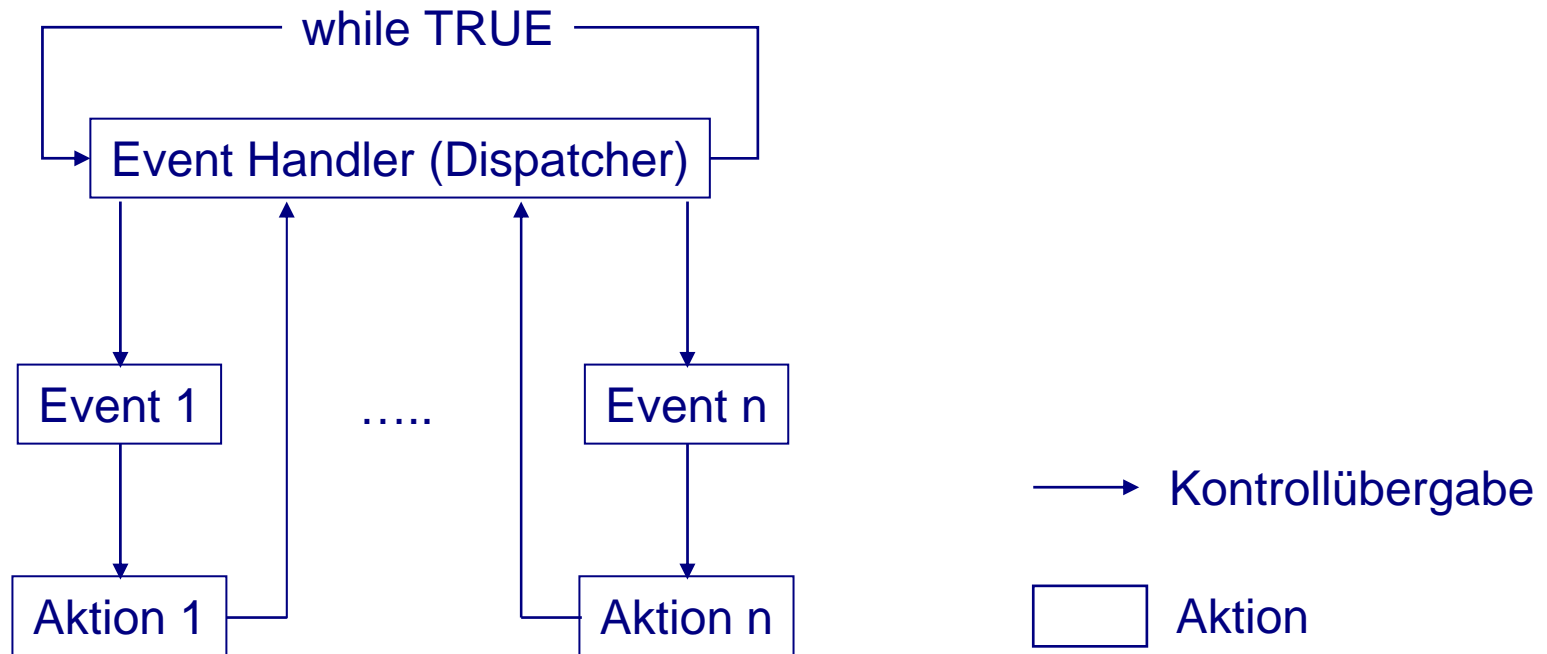 while TRUE
Event Handler (Dispatcher)
Event 1
…..
Event n
Kontrollübergabe
Aktion 1
Aktion n
Aktion